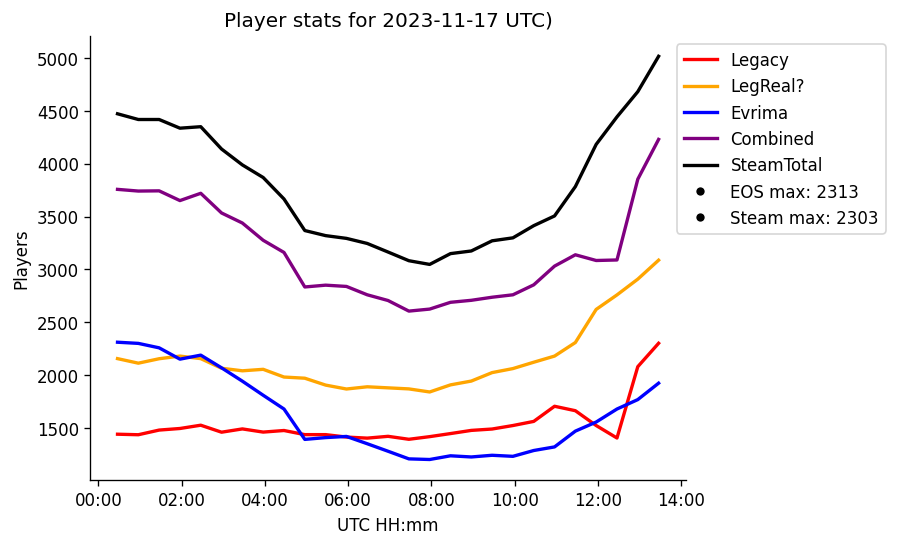 Player stats for 2023-11-17 UTC)
5000
4500
4000
3500
3000
2500
2000
1500
Players
00:00 02:00 04:00 06:00 08:00 10:00 12:00 14:00
UTC HH:mm
Legacy
LegReal?
Evrima
Combined
SteamTotal
EOS max: 2313
Steam max: 2303